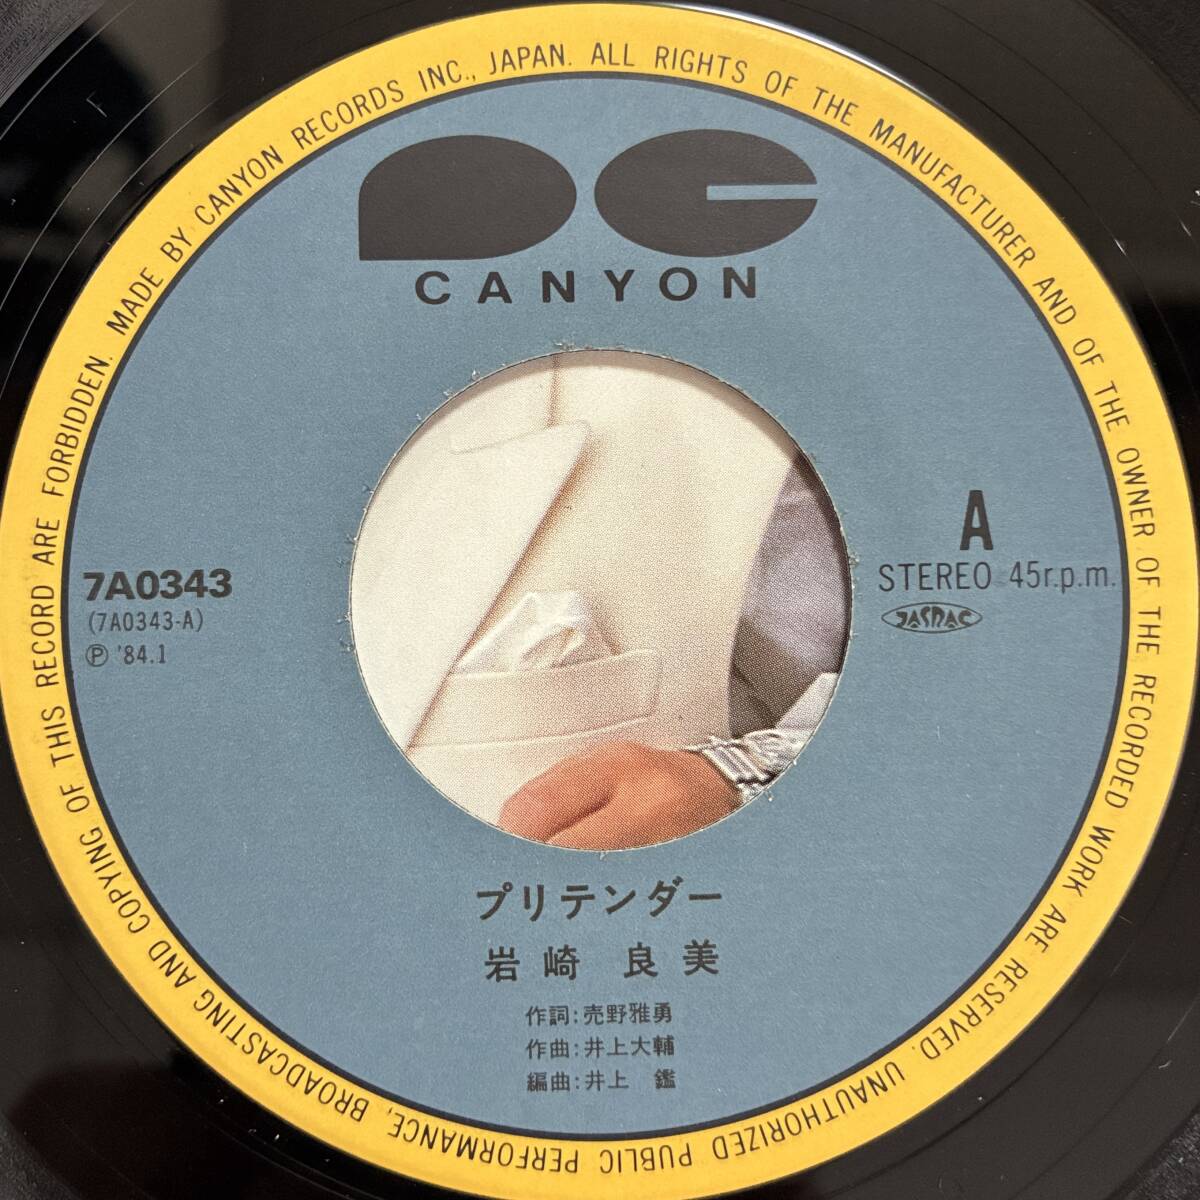 MADE BY CANYON RECORDS INC., JAPAN. ALL RIGHTS OF THE MANUFACTURER AND OF THE OWNER OF THE RECORDED WORK ARE RESERVED. UNAUTHORIZED PUBLIC PERFORMANCE, BROADCASTING AND COPYING OF THIS RECORD ARE FORBIDDEN.
PC
CANYON
A
7A0343
STEREO 45r.p.m.
(7A0343-A)
JASRAC
Ⓟ '84.1
プリテンダー
岩崎 良美
作詞:売野雅勇
作曲:井上大輔
編曲:井上 鑑